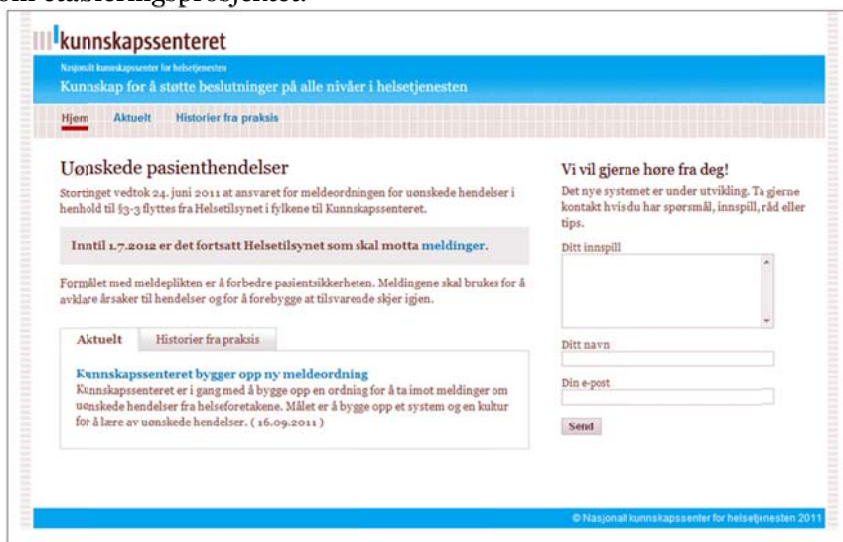 om etableringsprosjektet.
kunnskapssenteret
Nasjonalt kunnskapssenter for helsetjenesten
Kunnskap for å støtte beslutninger på alle nivåer i helsetjenesten
Hjem Aktuelt Historier fra praksis
Uønskede pasienthendelser
Stortinget vedtok 24. juni 2011 at ansvaret for meldeordningen for uønskede hendelser i
henhold til §3-3 flyttes fra Helsetilsynet i fylkene til Kunnskapssenteret.
Inntil 1.7.2012 er det fortsatt Helsetilsynet som skal motta meldinger.
Formålet med meldeplikten er å forbedre pasientsikkerheten. Meldingene skal brukes for å
avklare årsaker til hendelser og for å forebygge at tilsvarende skjer igjen.
Aktuelt Historier fra praksis
Kunnskapssenteret bygger opp ny meldeordning
Kunnskapssenteret er i gang med å bygge opp en ordning for å ta imot meldinger om
uønskede hendelser fra helseforetakene. Målet er å bygge opp et system og en kultur
for å lære av uønskede hendelser. ( 16.09.2011 )
Vi vil gjerne høre fra deg!
Det nye systemet er under utvikling. Ta gjerne
kontakt hvis du har spørsmål, innspill, råd eller
tips.
Ditt innspill
Ditt navn
Din e-post
Send
© Nasjonalt kunnskapssenter for helsetjenesten 2011